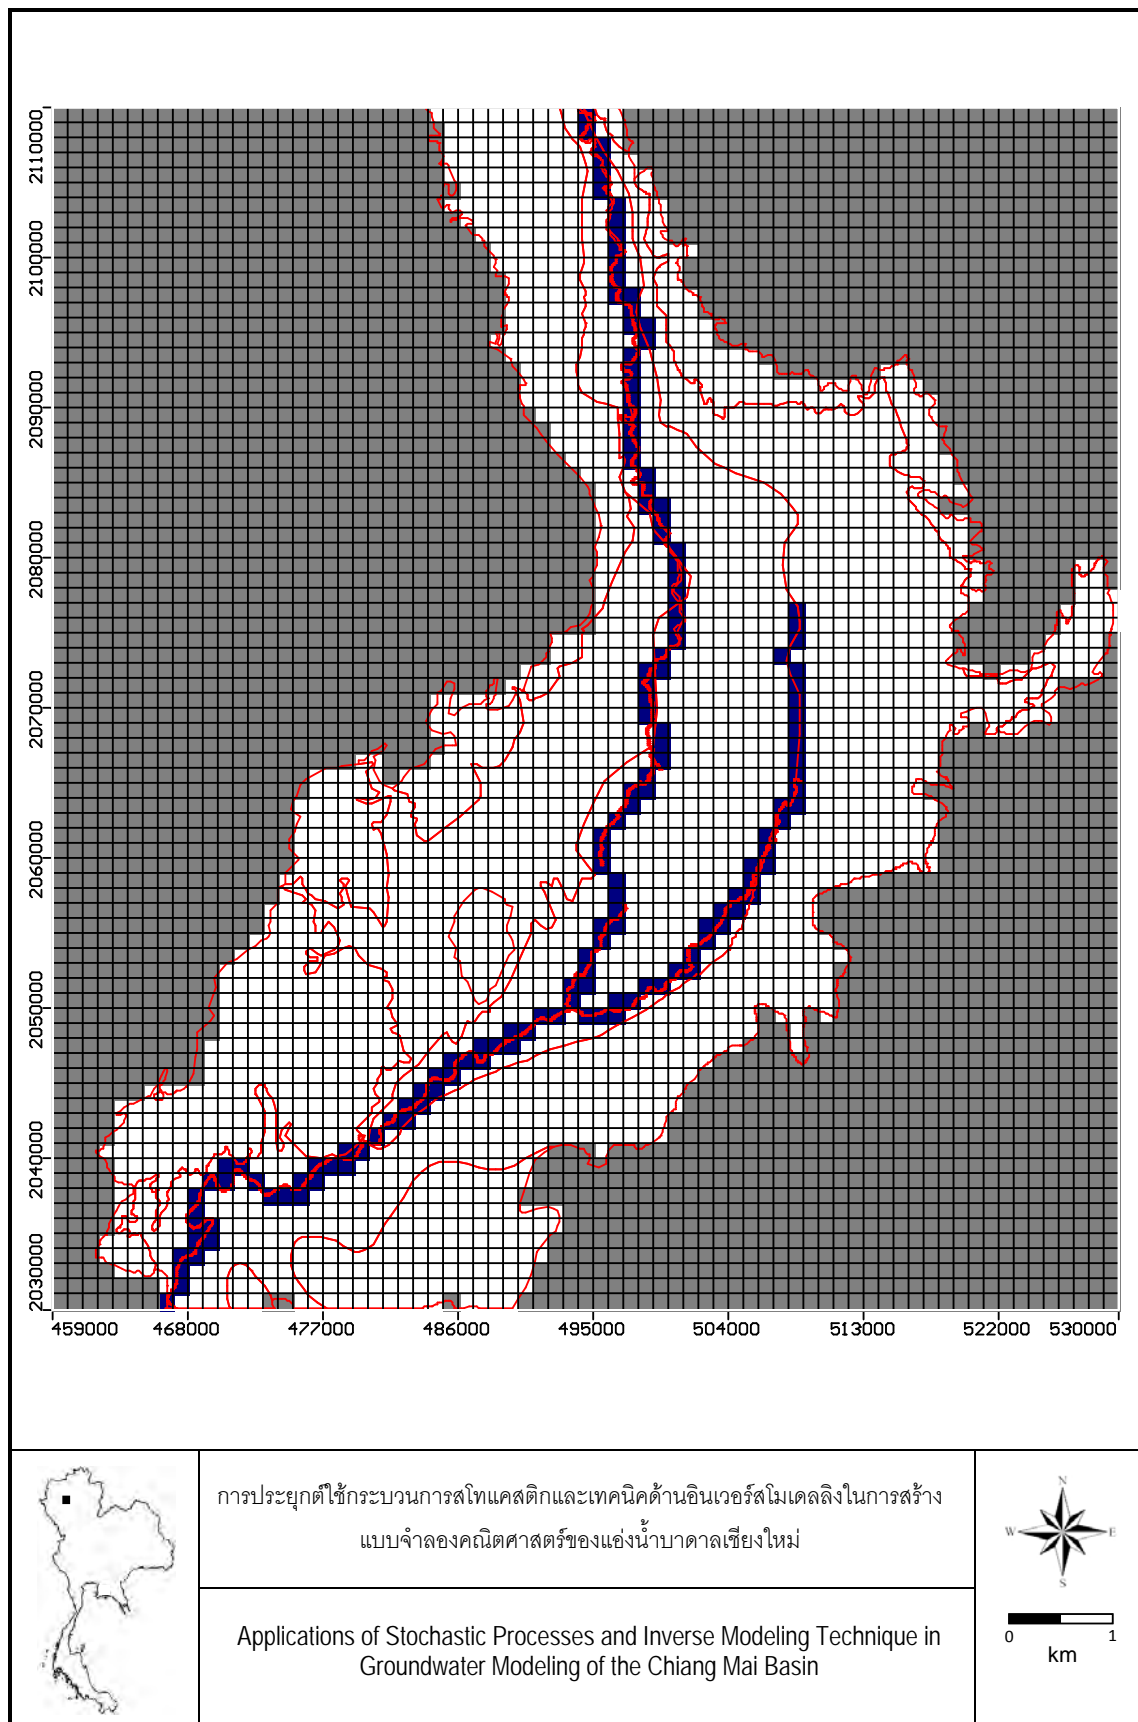 2110000
2100000
2090000
2080000
2070000
2060000
2050000
2040000
2030000
459000 468000 477000 486000 495000 504000 513000 522000 530000
การประยุกต์ใช้กระบวนการสโทแคสติกและเทคนิคด้านอินเวอร์สโมเดลลิงในการสร้าง
แบบจำลองคณิตศาสตร์ของแอ่งน้ำบาดาลเชียงใหม่
Applications of Stochastic Processes and Inverse Modeling Technique in
Groundwater Modeling of the Chiang Mai Basin
N
W E
S
0 1
km